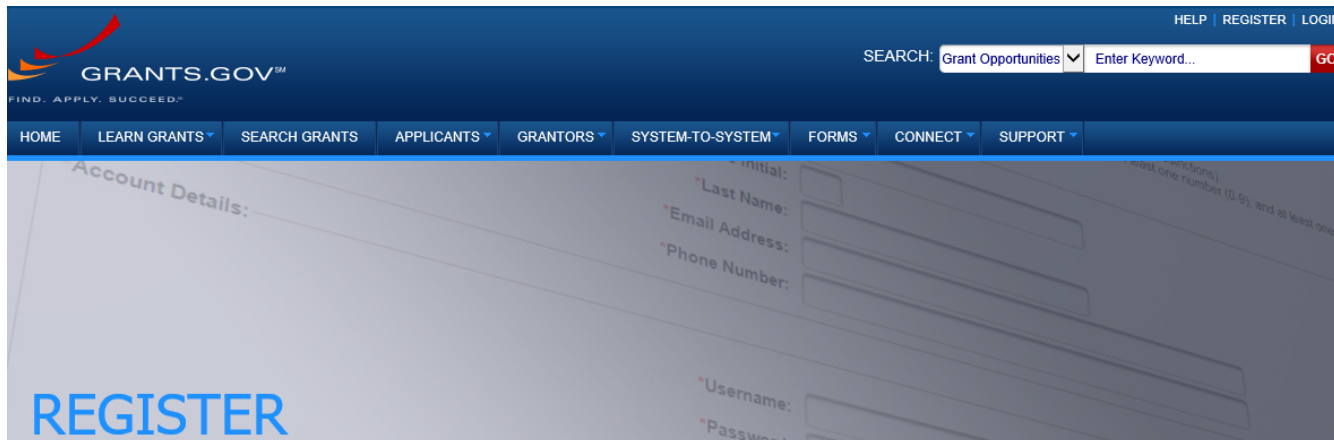 HELP | REGISTER | LOGIN
SEARCH: Grant Opportunities Enter Keyword... GO
GRANTS.GOV℠
FIND. APPLY. SUCCEED.℠
HOME LEARN GRANTS SEARCH GRANTS APPLICANTS GRANTORS SYSTEM-TO-SYSTEM FORMS CONNECT SUPPORT
Account Details:
Initial:
*Last Name:
*Email Address:
*Phone Number:
least one number (0-9), and at least one
*Username:
*Password
REGISTER